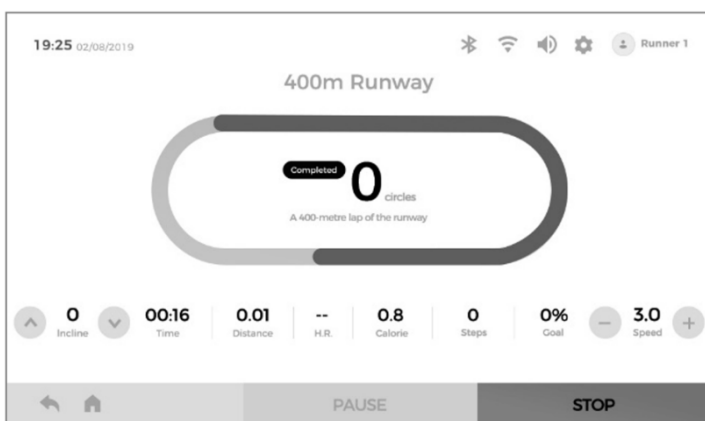 19:25 02/08/2019 Runner 1
400m Runway
Completed 0 circles
A 400-metre lap of the runway
0 00:16 0.01 -- 0.8 0 0% 3.0
Incline Time Distance H.R. Calorie Steps Goal Speed
PAUSE STOP